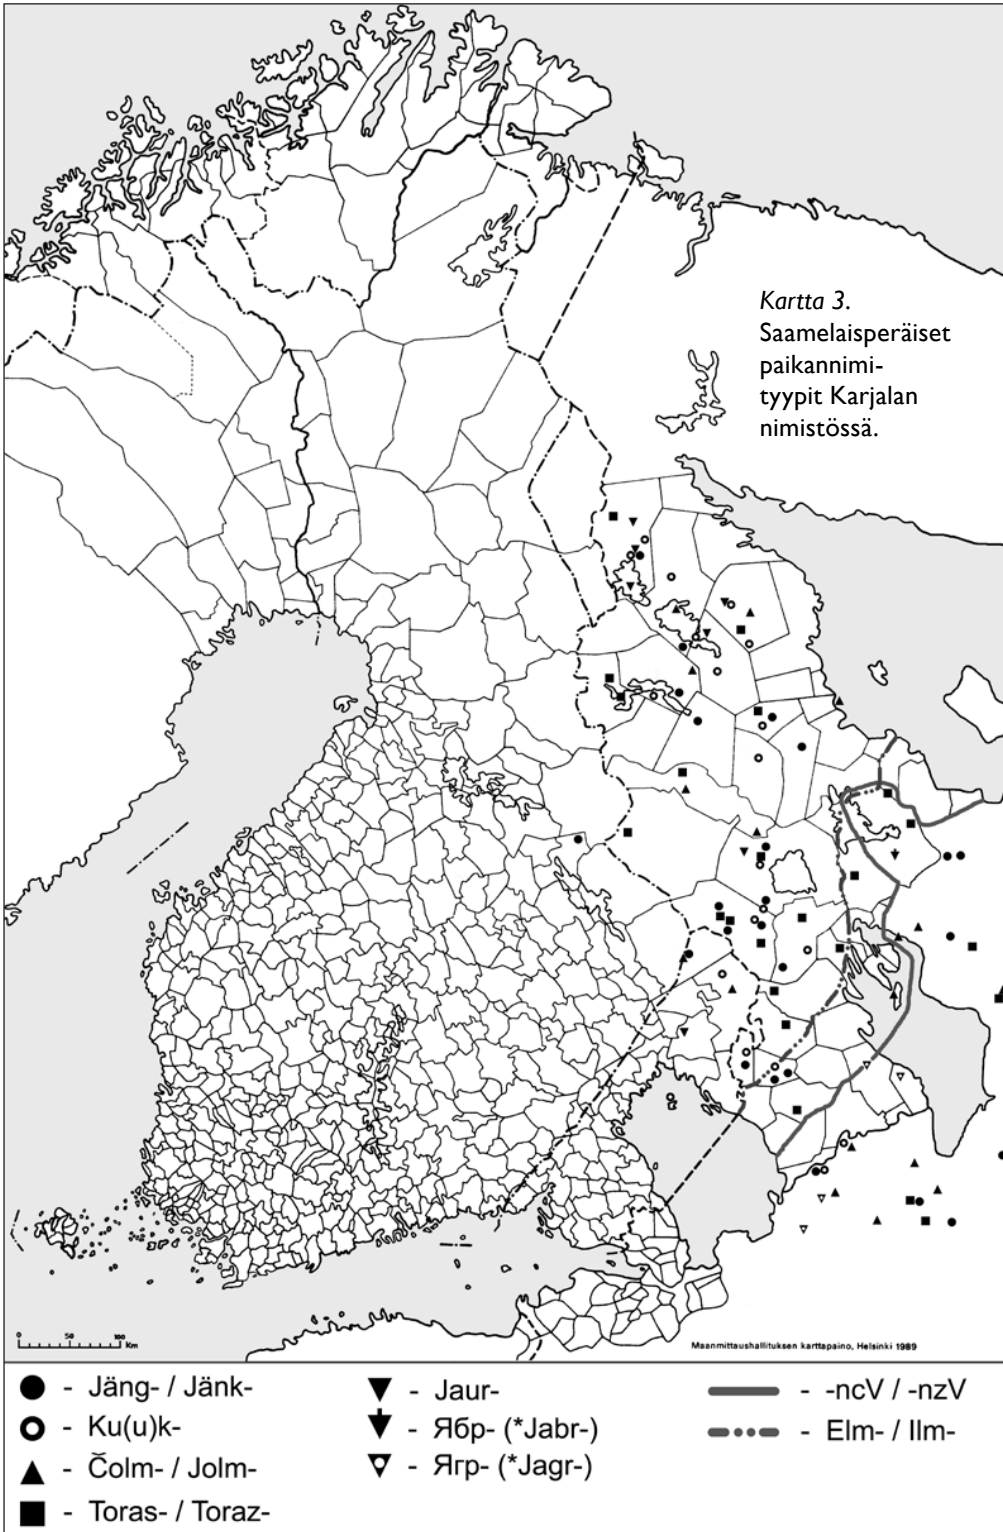 Kartta 3.
Saamelaisperäiset
paikannimi-
tyypit Karjalan
nimistössä.
0 50 100
Km
Maanmittaushallituksen karttapaino, Helsinki 1989
- Jäng- / Jänk-
- Ku(u)k-
- Čolm- / Jolm-
- Toras- / Toraz-
- Jaur-
- Ябр- (*Jabr-)
- Ягр- (*Jagr-)
- -ncV / -nzV
- Elm- / Ilm-